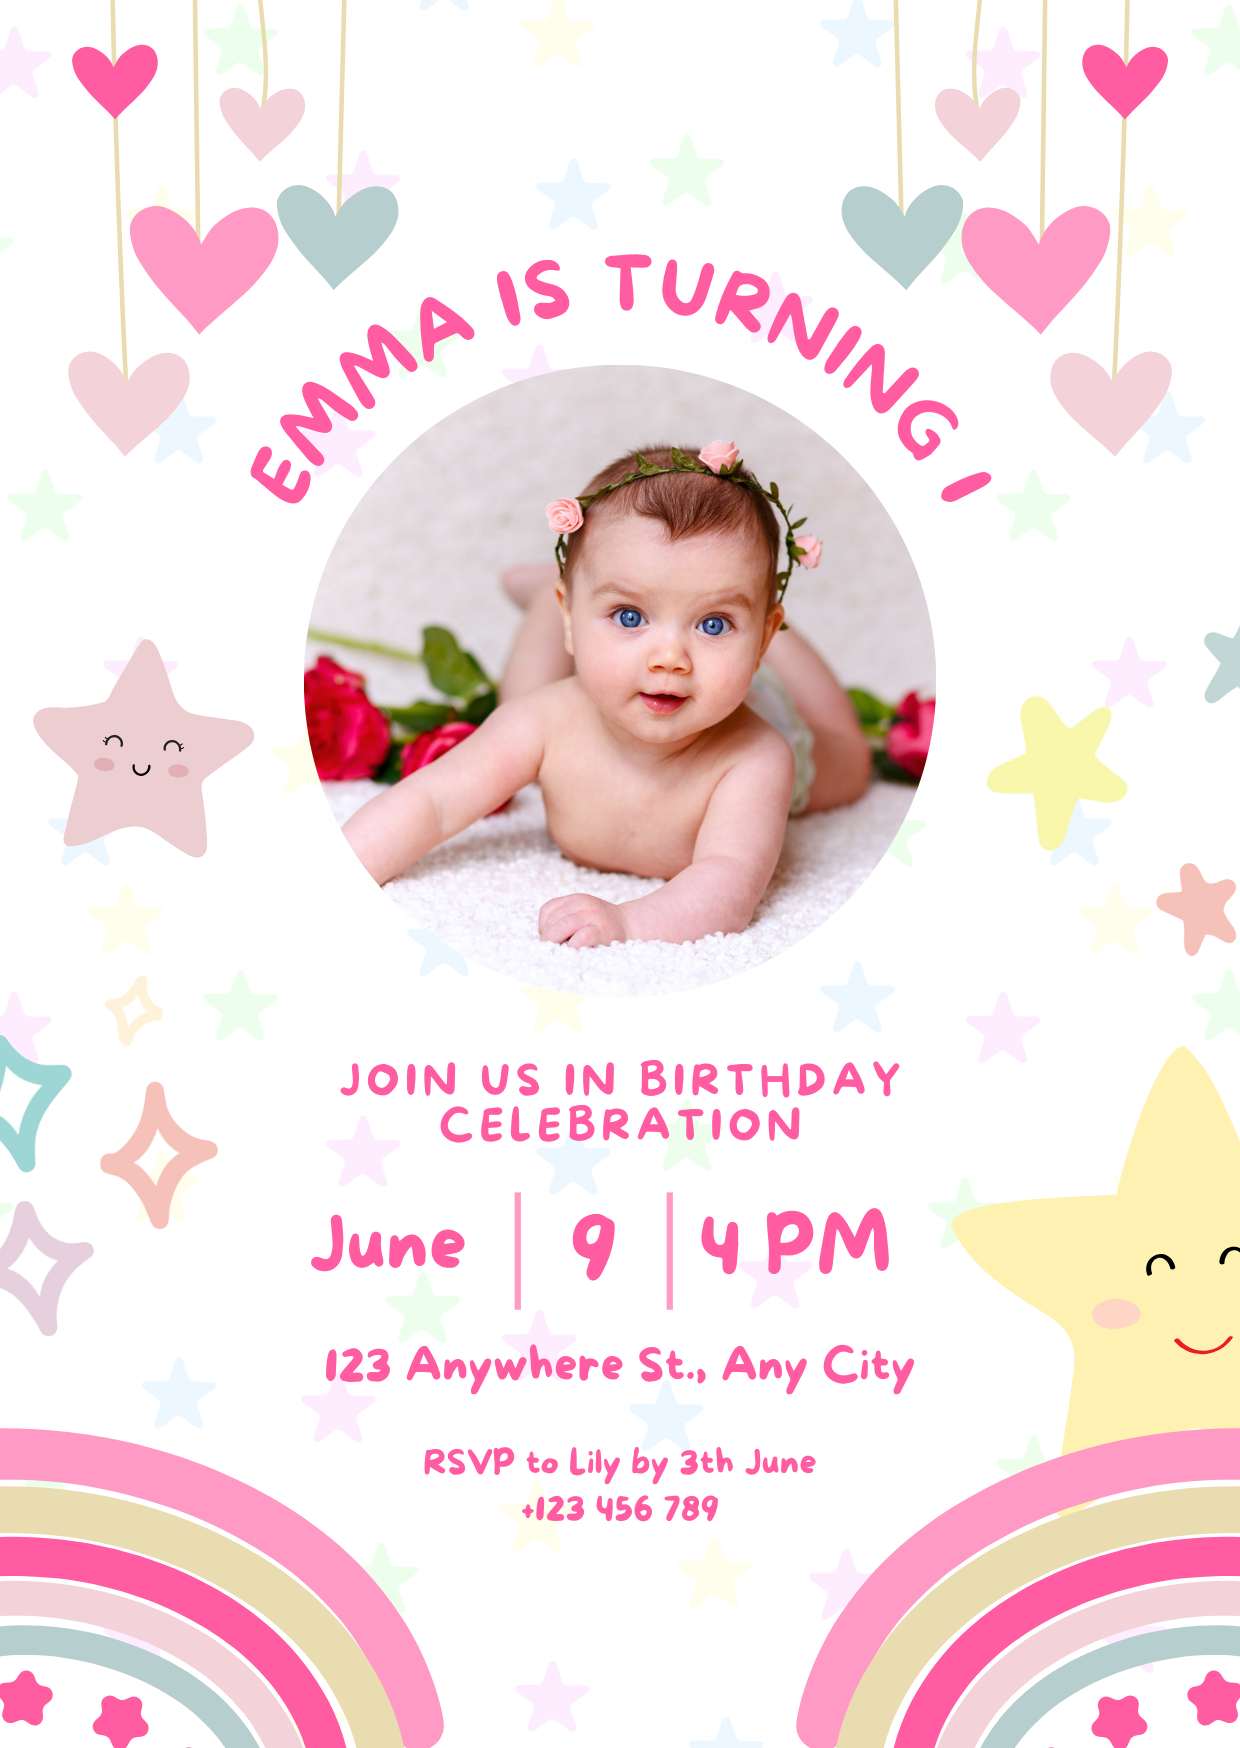 EMMA IS TURNING 1
JOIN US IN BIRTHDAY
CELEBRATION
June | 9 | 4 PM
123 Anywhere St., Any City
RSVP to Lily by 3th June
+123 456 789